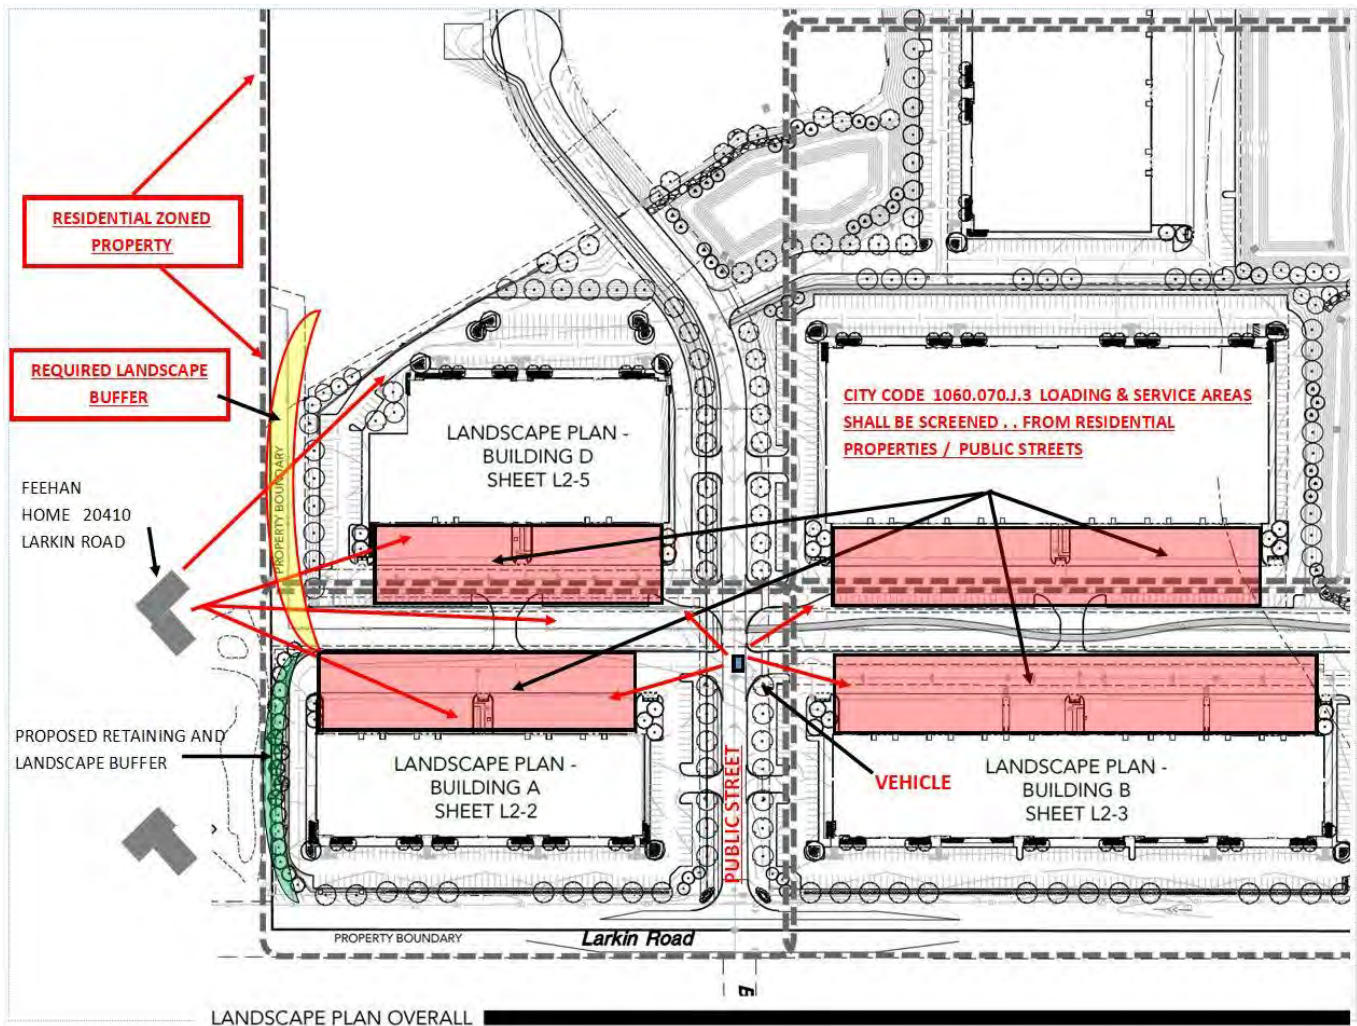 RESIDENTIAL ZONED
PROPERTY
REQUIRED LANDSCAPE
BUFFER
FEEHAN
HOME 20410
LARKIN ROAD
PROPERTY BOUNDARY
LANDSCAPE PLAN -
BUILDING D
SHEET L2-5
CITY CODE 1060.070.J.3 LOADING & SERVICE AREAS
SHALL BE SCREENED . . FROM RESIDENTIAL
PROPERTIES / PUBLIC STREETS
PROPOSED RETAINING AND
LANDSCAPE BUFFER
LANDSCAPE PLAN -
BUILDING A
SHEET L2-2
PUBLIC STREET
VEHICLE
LANDSCAPE PLAN -
BUILDING B
SHEET L2-3
PROPERTY BOUNDARY
Larkin Road
LANDSCAPE PLAN OVERALL